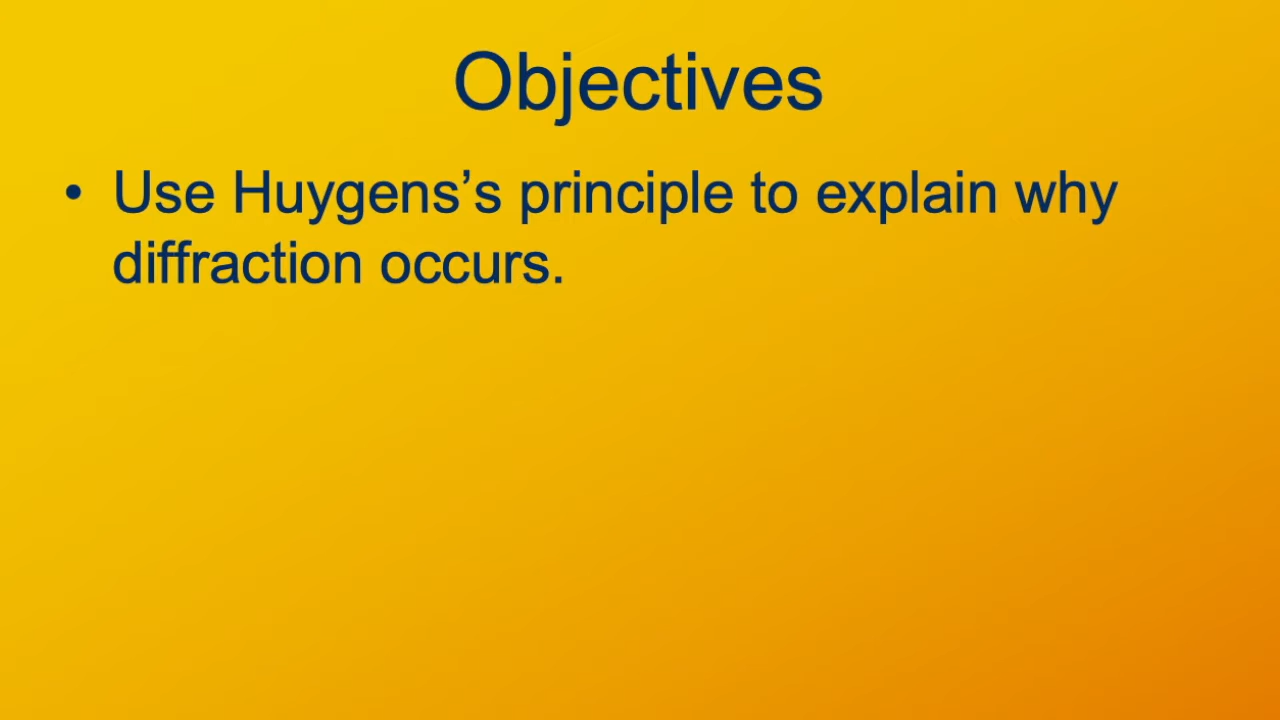 Objectives
• Use Huygens’s principle to explain why
diffraction occurs.